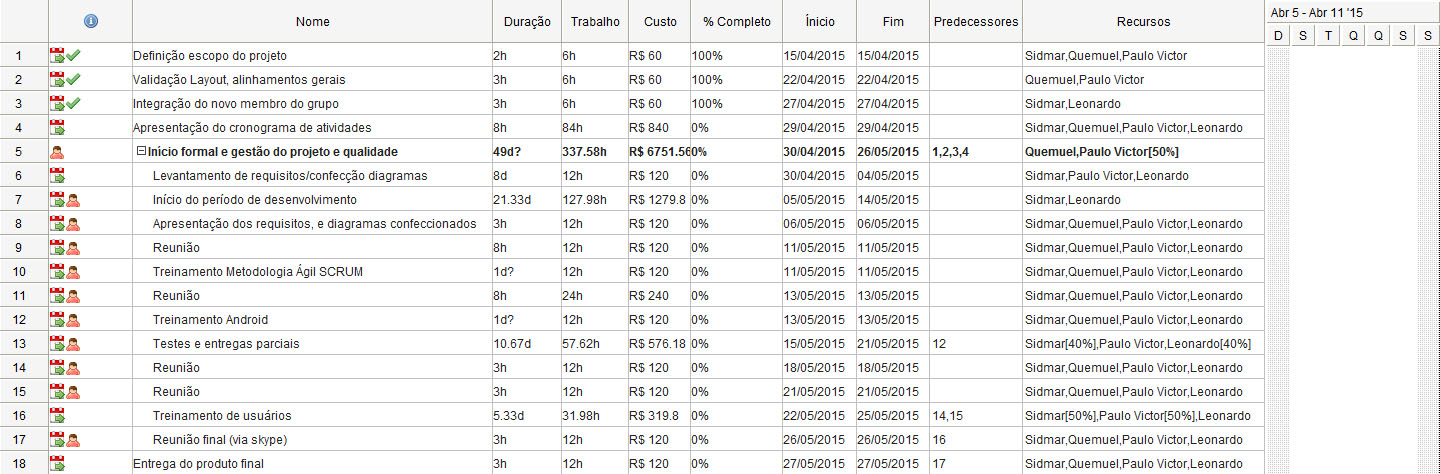 Nome Duração Trabalho Custo % Completo Ínicio Fim Predecessores Recursos Abr 5 - Abr 11 '15
D S T Q Q S S
1 Definição escopo do projeto 2h 6h R$ 60 100% 15/04/2015 15/04/2015 Sidmar,Quemuel,Paulo Victor
2 Validação Layout, alinhamentos gerais 3h 6h R$ 60 100% 22/04/2015 22/04/2015 Quemuel,Paulo Victor
3 Integração do novo membro do grupo 3h 6h R$ 60 100% 27/04/2015 27/04/2015 Sidmar,Leonardo
4 Apresentação do cronograma de atividades 8h 84h R$ 840 0% 29/04/2015 29/04/2015 Sidmar,Quemuel,Paulo Victor,Leonardo
5 Início formal e gestão do projeto e qualidade 49d? 337.58h R$ 6751.56 0% 30/04/2015 26/05/2015 1,2,3,4 Quemuel,Paulo Victor[50%]
6 Levantamento de requisitos/confecção diagramas 8d 12h R$ 120 0% 30/04/2015 04/05/2015 Sidmar,Paulo Victor,Leonardo
7 Início do período de desenvolvimento 21.33d 127.98h R$ 1279.8 0% 05/05/2015 14/05/2015 Sidmar,Leonardo
8 Apresentação dos requisitos, e diagramas confeccionados 3h 12h R$ 120 0% 06/05/2015 06/05/2015 Sidmar,Quemuel,Paulo Victor,Leonardo
9 Reunião 8h 12h R$ 120 0% 11/05/2015 11/05/2015 Sidmar,Quemuel,Paulo Victor,Leonardo
10 Treinamento Metodologia Ágil SCRUM 1d? 12h R$ 120 0% 11/05/2015 11/05/2015 Sidmar,Quemuel,Paulo Victor,Leonardo
11 Reunião 8h 24h R$ 240 0% 13/05/2015 13/05/2015 Sidmar,Quemuel,Paulo Victor,Leonardo
12 Treinamento Android 1d? 12h R$ 120 0% 13/05/2015 13/05/2015 Sidmar,Quemuel,Paulo Victor,Leonardo
13 Testes e entregas parciais 10.67d 57.62h R$ 576.18 0% 15/05/2015 21/05/2015 12 Sidmar[40%],Paulo Victor,Leonardo[40%]
14 Reunião 3h 12h R$ 120 0% 18/05/2015 18/05/2015 Sidmar,Quemuel,Paulo Victor,Leonardo
15 Reunião 3h 12h R$ 120 0% 21/05/2015 21/05/2015 Sidmar,Quemuel,Paulo Victor,Leonardo
16 Treinamento de usuários 5.33d 31.98h R$ 319.8 0% 22/05/2015 25/05/2015 14,15 Sidmar[50%],Paulo Victor[50%],Leonardo
17 Reunião final (via skype) 3h 12h R$ 120 0% 26/05/2015 26/05/2015 16 Sidmar,Quemuel,Paulo Victor,Leonardo
18 Entrega do produto final 3h 12h R$ 120 0% 27/05/2015 27/05/2015 17 Sidmar,Quemuel,Paulo Victor,Leonardo